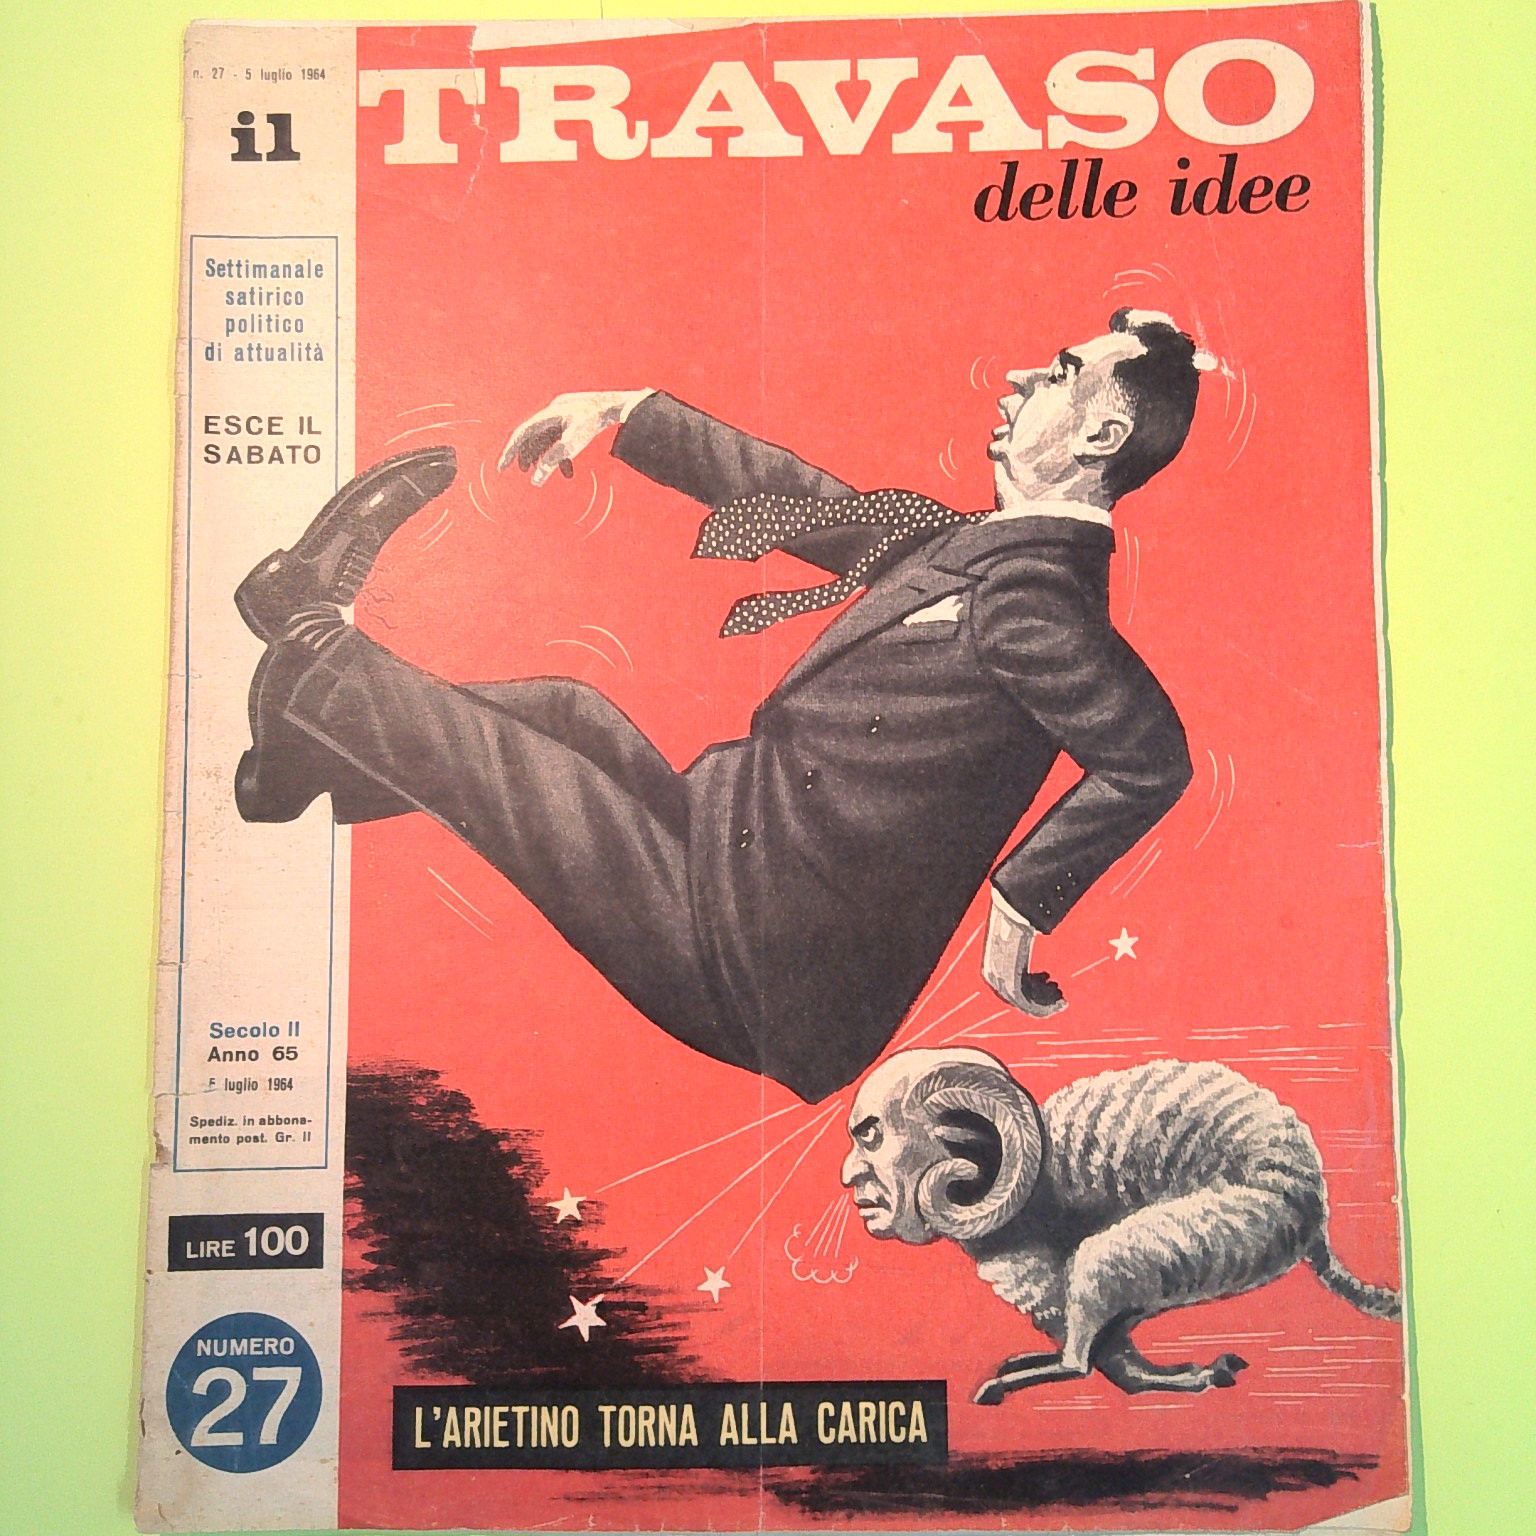 n. 27 - 5 luglio 1964
il TRAVASO
delle idee
Settimanale
satirico
politico
di attualità
ESCE IL
SABATO
Secolo II
Anno 65
5 luglio 1964
Spediz. in abbona-
mento post. Gr. II
LIRE 100
NUMERO
27
L'ARIETINO TORNA ALLA CARICA